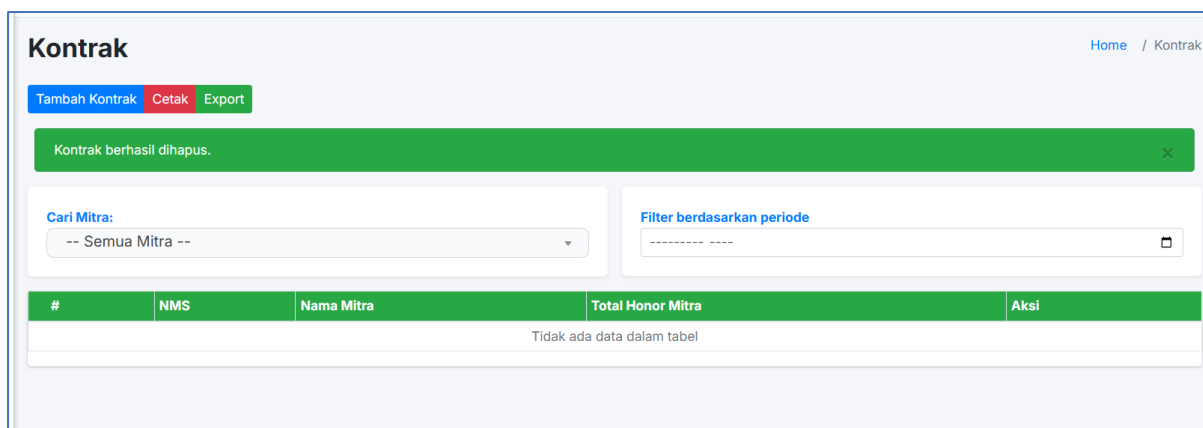 Kontrak
Home / Kontrak
Tambah Kontrak Cetak Export
Kontrak berhasil dihapus.
×
Cari Mitra:
-- Semua Mitra --
Filter berdasarkan periode
--------- ----
# NMS Nama Mitra Total Honor Mitra Aksi
Tidak ada data dalam tabel